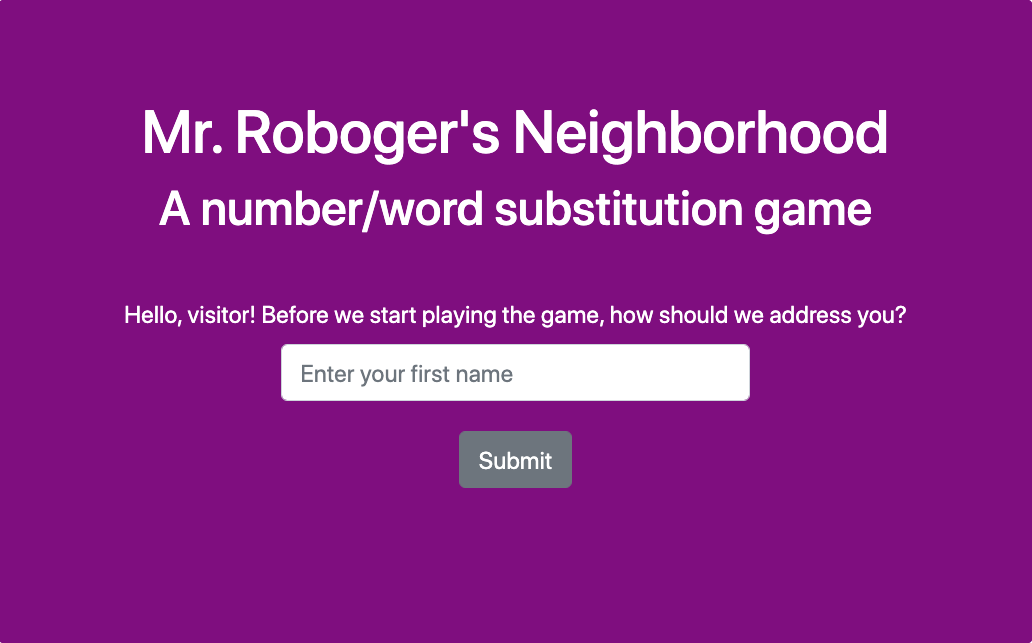 Mr. Roboger's Neighborhood
A number/word substitution game
Hello, visitor! Before we start playing the game, how should we address you?
Enter your first name
Submit